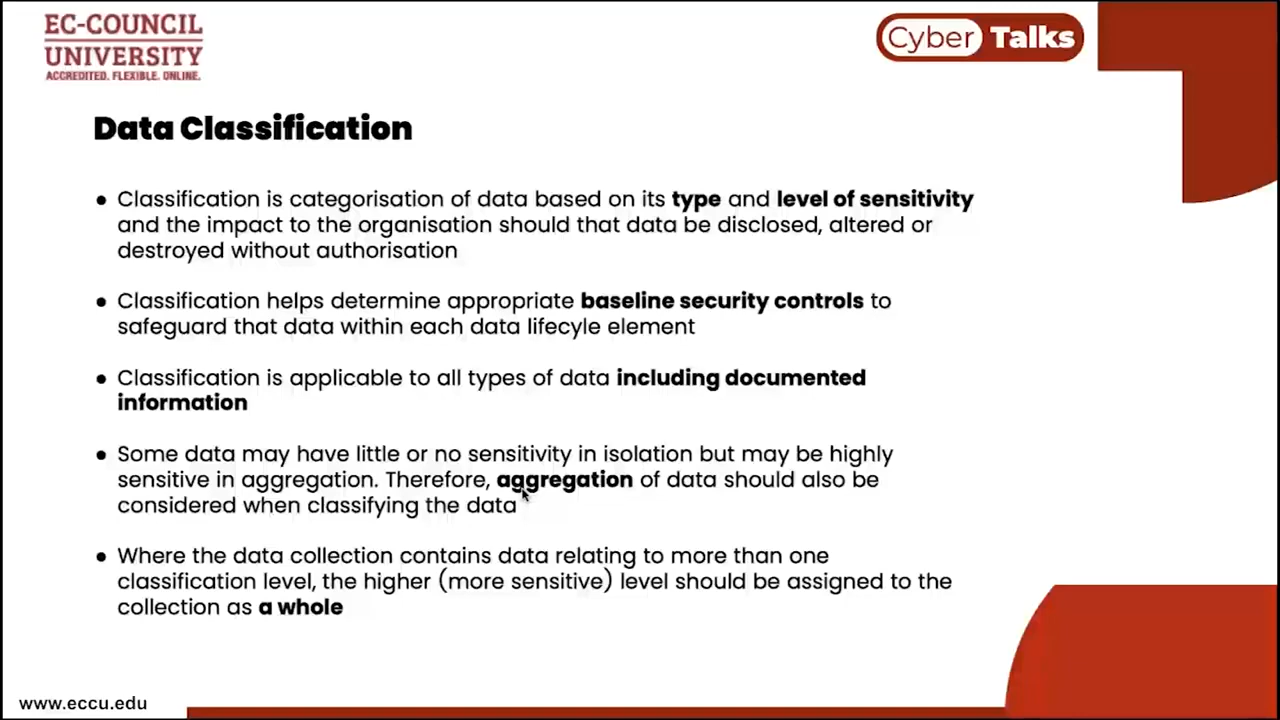 EC-COUNCIL
UNIVERSITY
ACCREDITED. FLEXIBLE. ONLINE.
Cyber Talks
Data Classification
• Classification is categorisation of data based on its type and level of sensitivity
and the impact to the organisation should that data be disclosed, altered or
destroyed without authorisation
• Classification helps determine appropriate baseline security controls to
safeguard that data within each data lifecyle element
• Classification is applicable to all types of data including documented
information
• Some data may have little or no sensitivity in isolation but may be highly
sensitive in aggregation. Therefore, aggregation of data should also be
considered when classifying the data
• Where the data collection contains data relating to more than one
classification level, the higher (more sensitive) level should be assigned to the
collection as a whole
www.eccu.edu